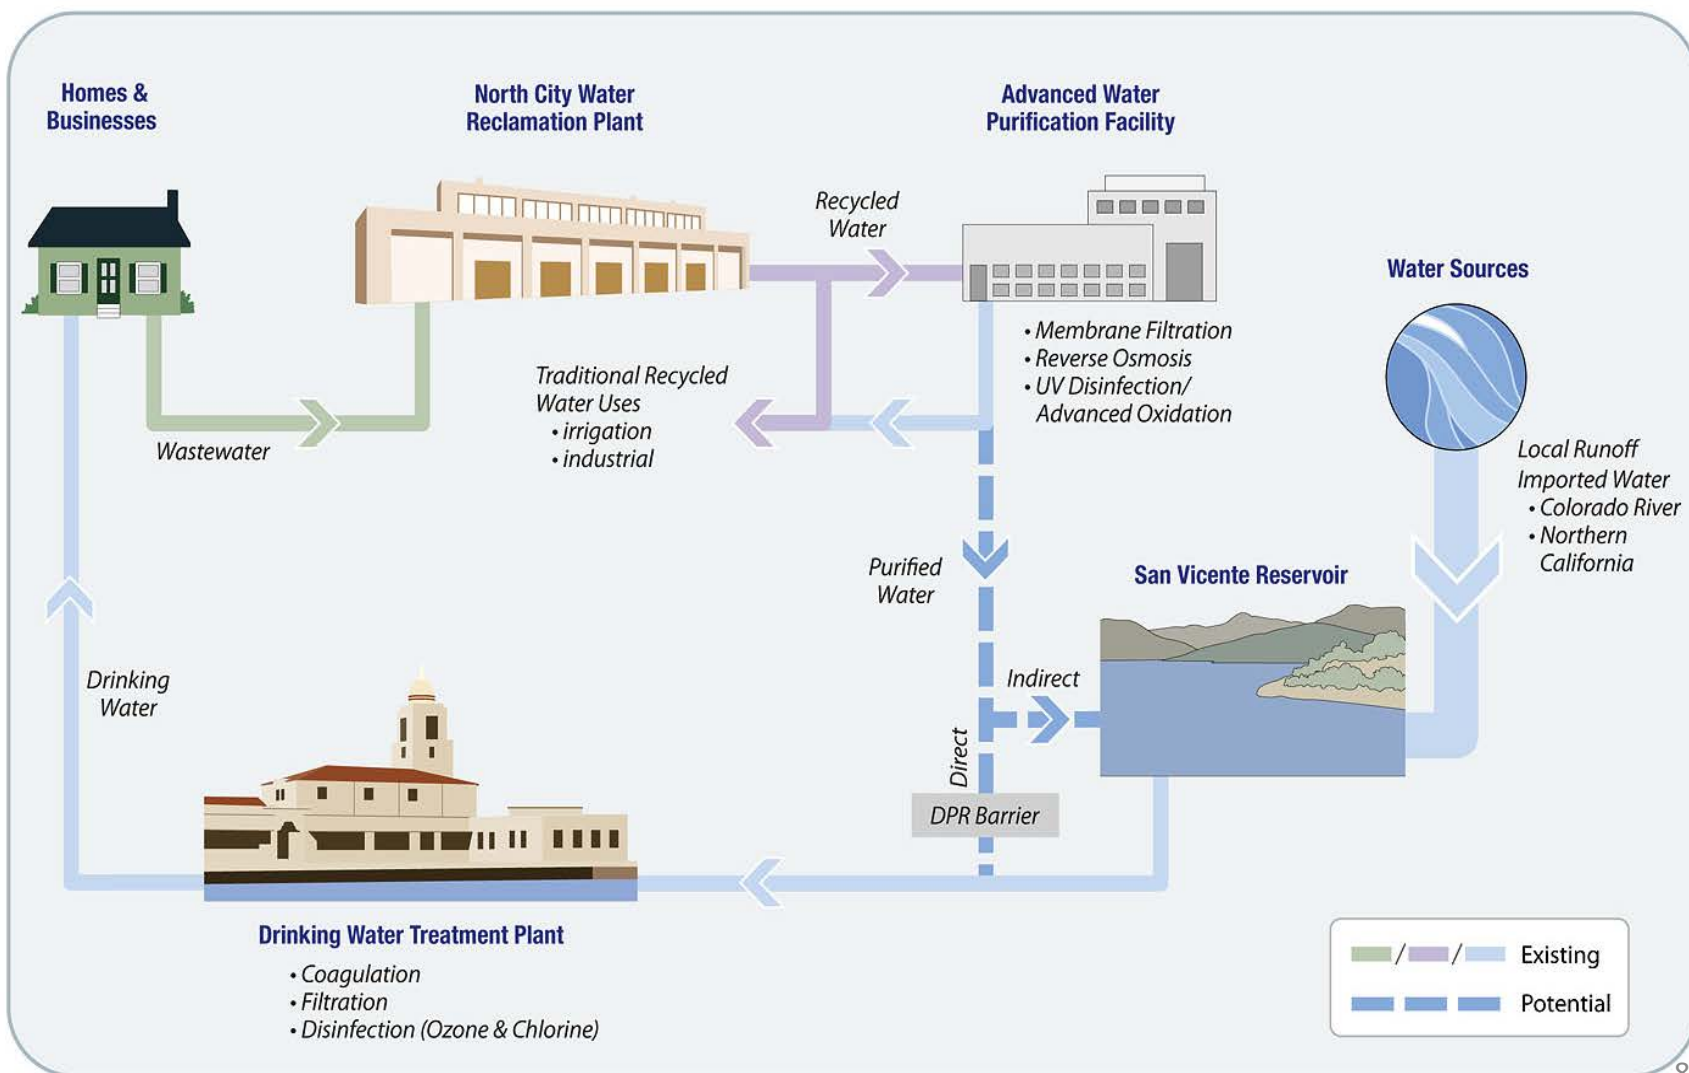 Homes &
Businesses
North City Water
Reclamation Plant
Advanced Water
Purification Facility
Recycled
Water
Water Sources
• Membrane Filtration
• Reverse Osmosis
• UV Disinfection/
Advanced Oxidation
Traditional Recycled
Water Uses
• irrigation
• industrial
Wastewater
Local Runoff
Imported Water
• Colorado River
• Northern
California
Purified
Water
San Vicente Reservoir
Drinking
Water
Indirect
Direct
DPR Barrier
Drinking Water Treatment Plant
• Coagulation
• Filtration
• Disinfection (Ozone & Chlorine)
/ / Existing
Potential